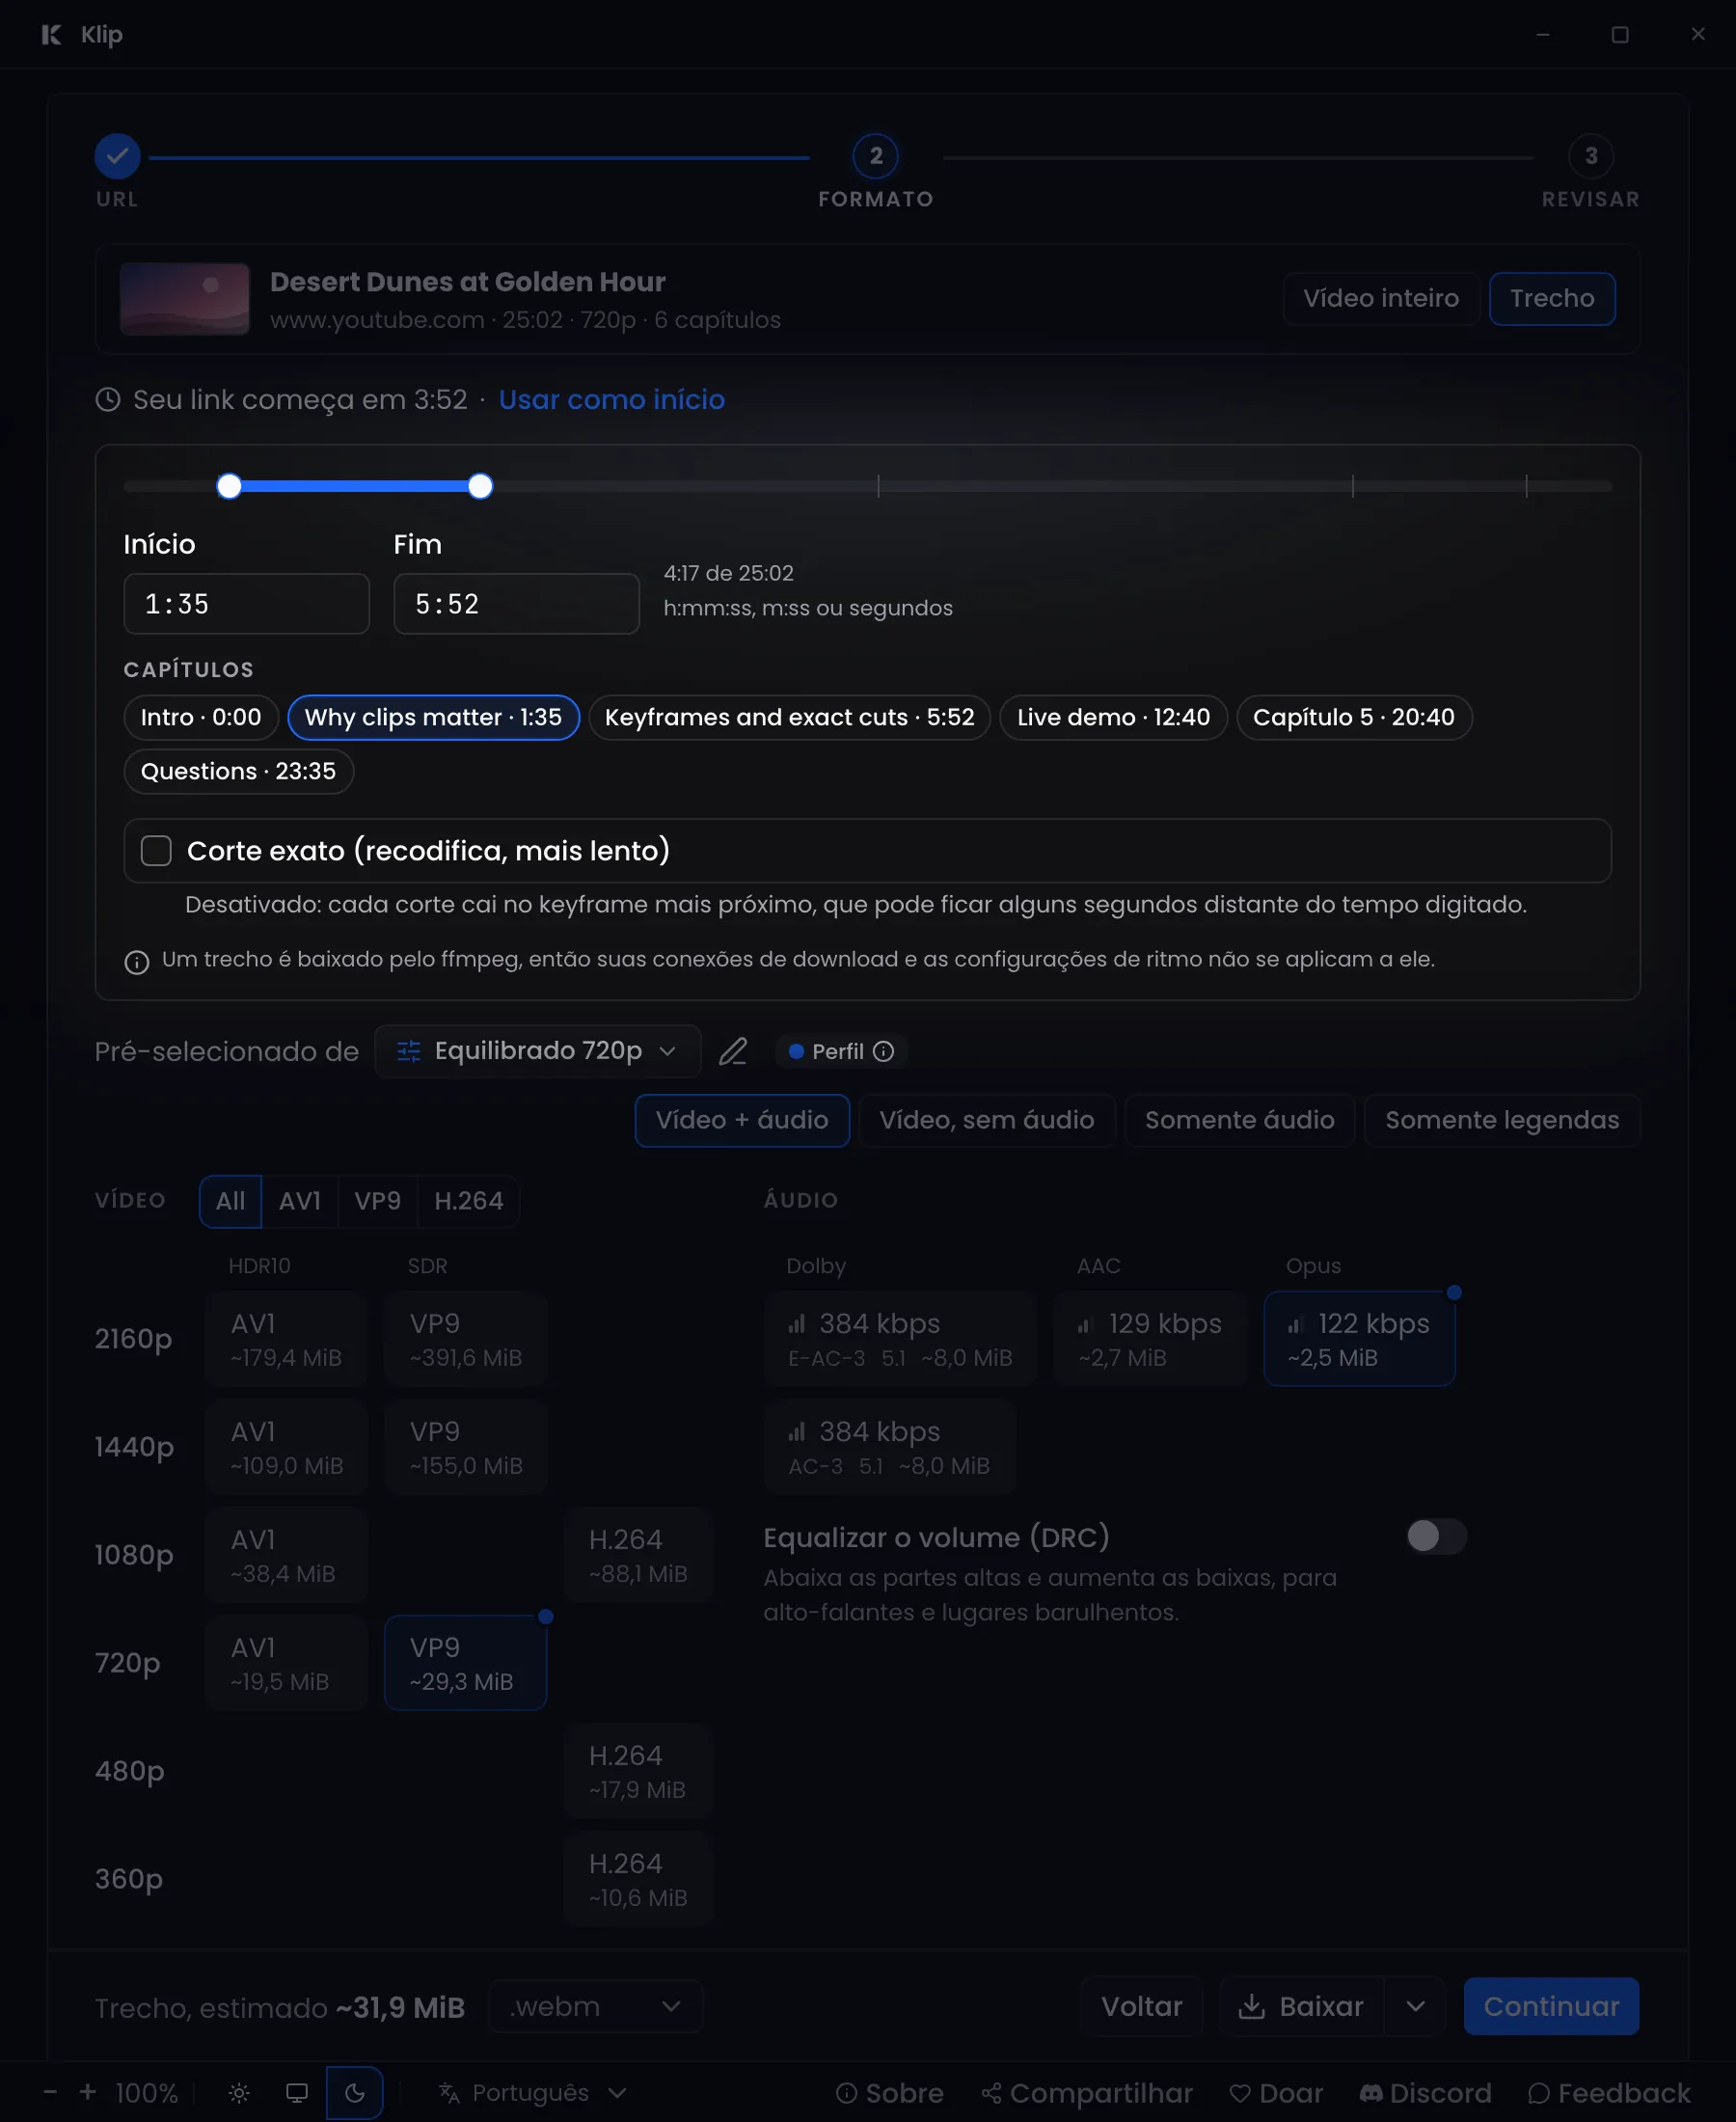 Klip
2
3
URL
FORMATO
REVISAR
Desert Dunes at Golden Hour
www.youtube.com · 25:02 · 720p · 6 capítulos
Vídeo inteiro
Trecho
Seu link começa em 3:52 · Usar como início
Início
Fim
1:35
5:52
4:17 de 25:02
h:mm:ss, m:ss ou segundos
CAPÍTULOS
Intro · 0:00
Why clips matter · 1:35
Keyframes and exact cuts · 5:52
Live demo · 12:40
Capítulo 5 · 20:40
Questions · 23:35
Corte exato (recodifica, mais lento)
Desativado: cada corte cai no keyframe mais próximo, que pode ficar alguns segundos distante do tempo digitado.
Um trecho é baixado pelo ffmpeg, então suas conexões de download e as configurações de ritmo não se aplicam a ele.
Pré-selecionado de
Equilibrado 720p
Perfil
Vídeo + áudio
Vídeo, sem áudio
Somente áudio
Somente legendas
VÍDEO
All
AV1
VP9
H.264
HDR10
SDR
2160p
AV1
~179,4 MiB
VP9
~391,6 MiB
1440p
AV1
~109,0 MiB
VP9
~155,0 MiB
1080p
AV1
~38,4 MiB
H.264
~88,1 MiB
720p
AV1
~19,5 MiB
VP9
~29,3 MiB
480p
H.264
~17,9 MiB
360p
H.264
~10,6 MiB
ÁUDIO
Dolby
AAC
Opus
384 kbps
E-AC-3 5.1 ~8,0 MiB
129 kbps
~2,7 MiB
122 kbps
~2,5 MiB
384 kbps
AC-3 5.1 ~8,0 MiB
Equalizar o volume (DRC)
Abaixa as partes altas e aumenta as baixas, para
alto-falantes e lugares barulhentos.
Trecho, estimado ~31,9 MiB
.webm
Voltar
Baixar
Continuar
− + 100%
Português
Sobre
Compartilhar
Doar
Discord
Feedback